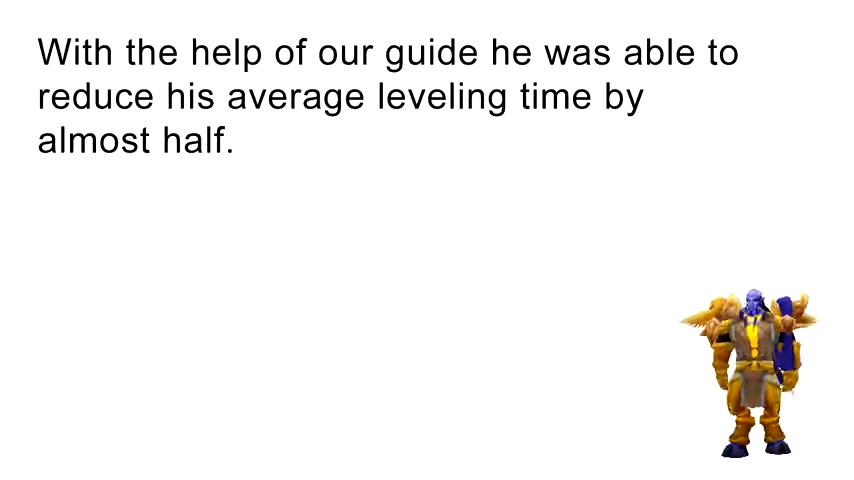 With the help of our guide he was able to
reduce his average leveling time by
almost half.